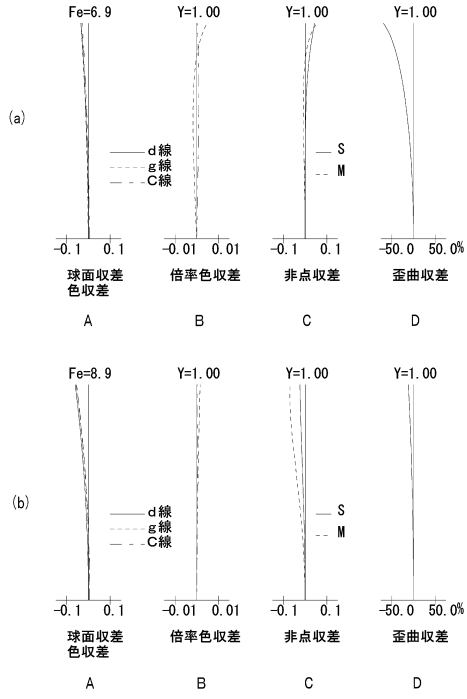 Fe=6.9 Y=1.00 Y=1.00 Y=1.00
(a)
d線 S
g線 M
C線
-0.1 0.1 -0.01 0.01 -0.1 0.1 -50.0 50.0%
球面収差 倍率色収差 非点収差 歪曲収差
色収差
A B C D
Fe=8.9 Y=1.00 Y=1.00 Y=1.00
(b)
d線 S
g線 M
C線
-0.1 0.1 -0.01 0.01 -0.1 0.1 -50.0 50.0%
球面収差 倍率色収差 非点収差 歪曲収差
色収差
A B C D